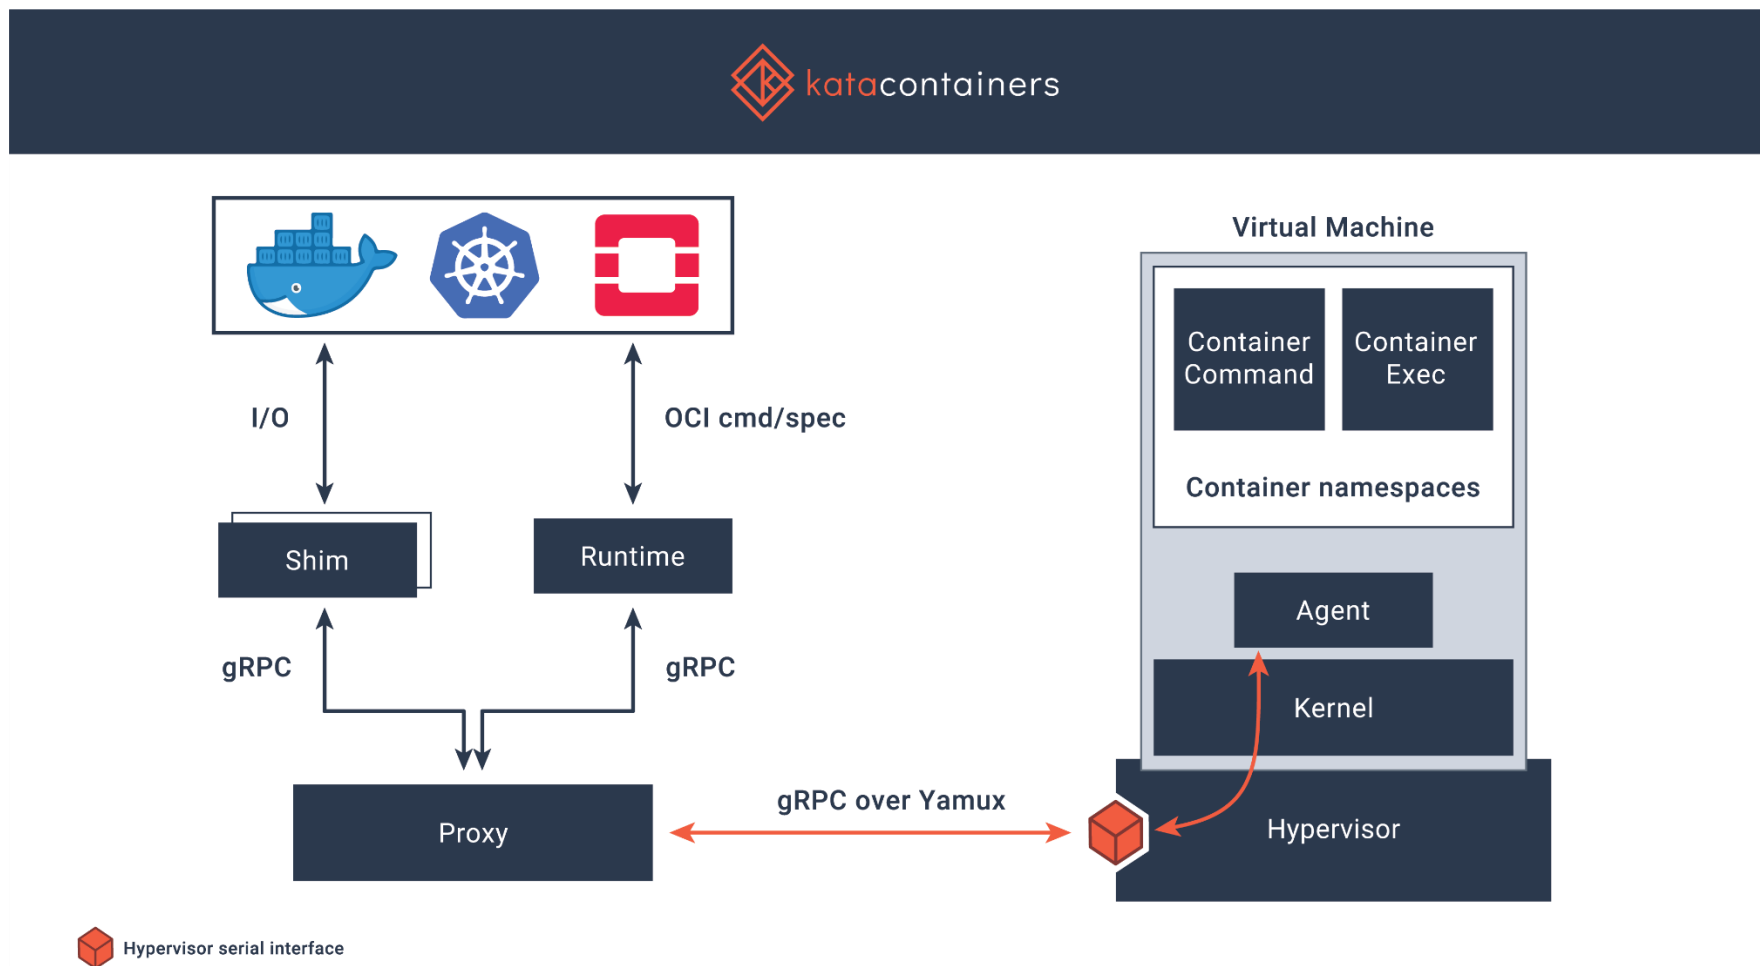 katacontainers
Virtual Machine
Container
Command
Container
Exec
Container namespaces
I/O
OCI cmd/spec
Shim
Runtime
Agent
gRPC
gRPC
Kernel
gRPC over Yamux
Proxy
Hypervisor
Hypervisor serial interface